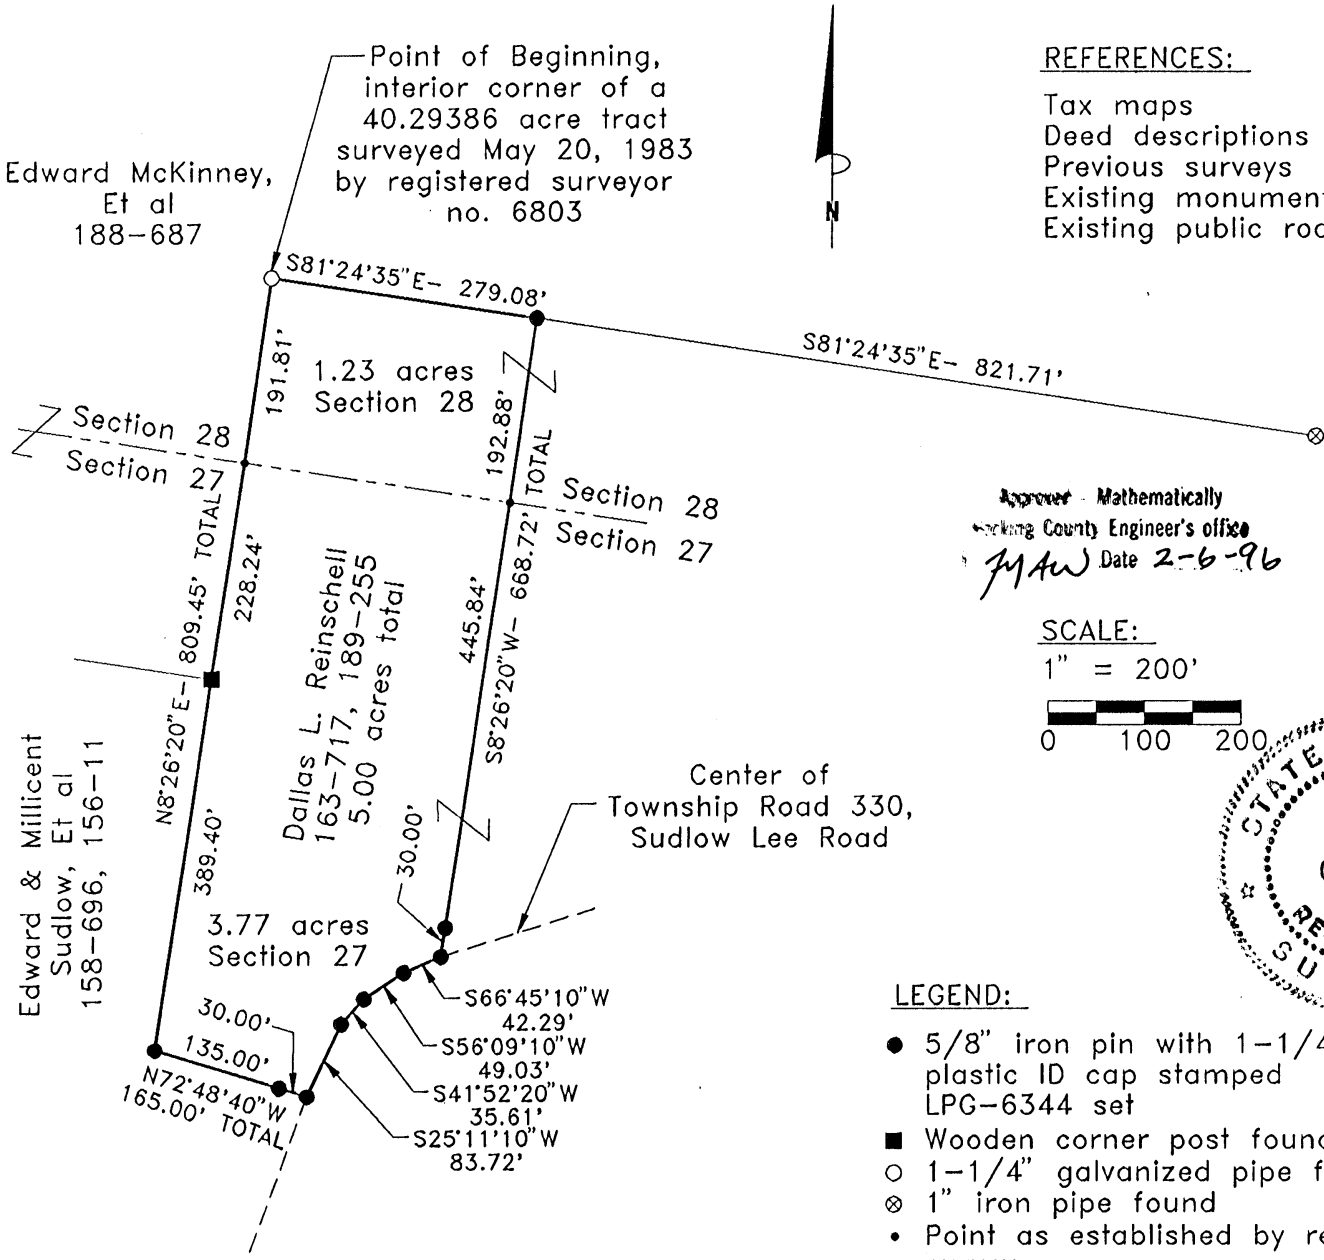 Point of Beginning,
interior corner of a
40.29386 acre tract
surveyed May 20, 1983
by registered surveyor
no. 6803
REFERENCES:
Tax maps
Deed descriptions
Previous surveys
Existing monumen
Existing public roa
Edward McKinney,
Et al
188-687
N
S81°24'35"E- 279.08'
S81°24'35"E- 821.71'
191.81'
1.23 acres
Section 28
192.88'
Section 28
Section 27
Section 28
Section 27
N8°26'20"E- 809.45' TOTAL
228.24'
389.40'
Dallas L. Reinschell
163-717, 189-255
5.00 acres total
445.84'
S8°26'20"W- 668.72' TOTAL
30.00'
Mathematically
County Engineer's office
Date 2-6-96
SCALE:
1" = 200'
0 100 200
Center of
Township Road 330,
Sudlow Lee Road
Edward & Millicent
Sudlow, Et al
158-696, 156-11
3.77 acres
Section 27
30.00'
135.00'
N72°48'40"W
165.00' TOTAL
S66°45'10"W
42.29'
S56°09'10"W
49.03'
S41°52'20"W
35.61'
S25°11'10"W
83.72'
STATE
RE
SU
LEGEND:
5/8" iron pin with 1-1/4
plastic ID cap stamped
LPG-6344 set
Wooden corner post foun
1-1/4" galvanized pipe f
1" iron pipe found
Point as established by re